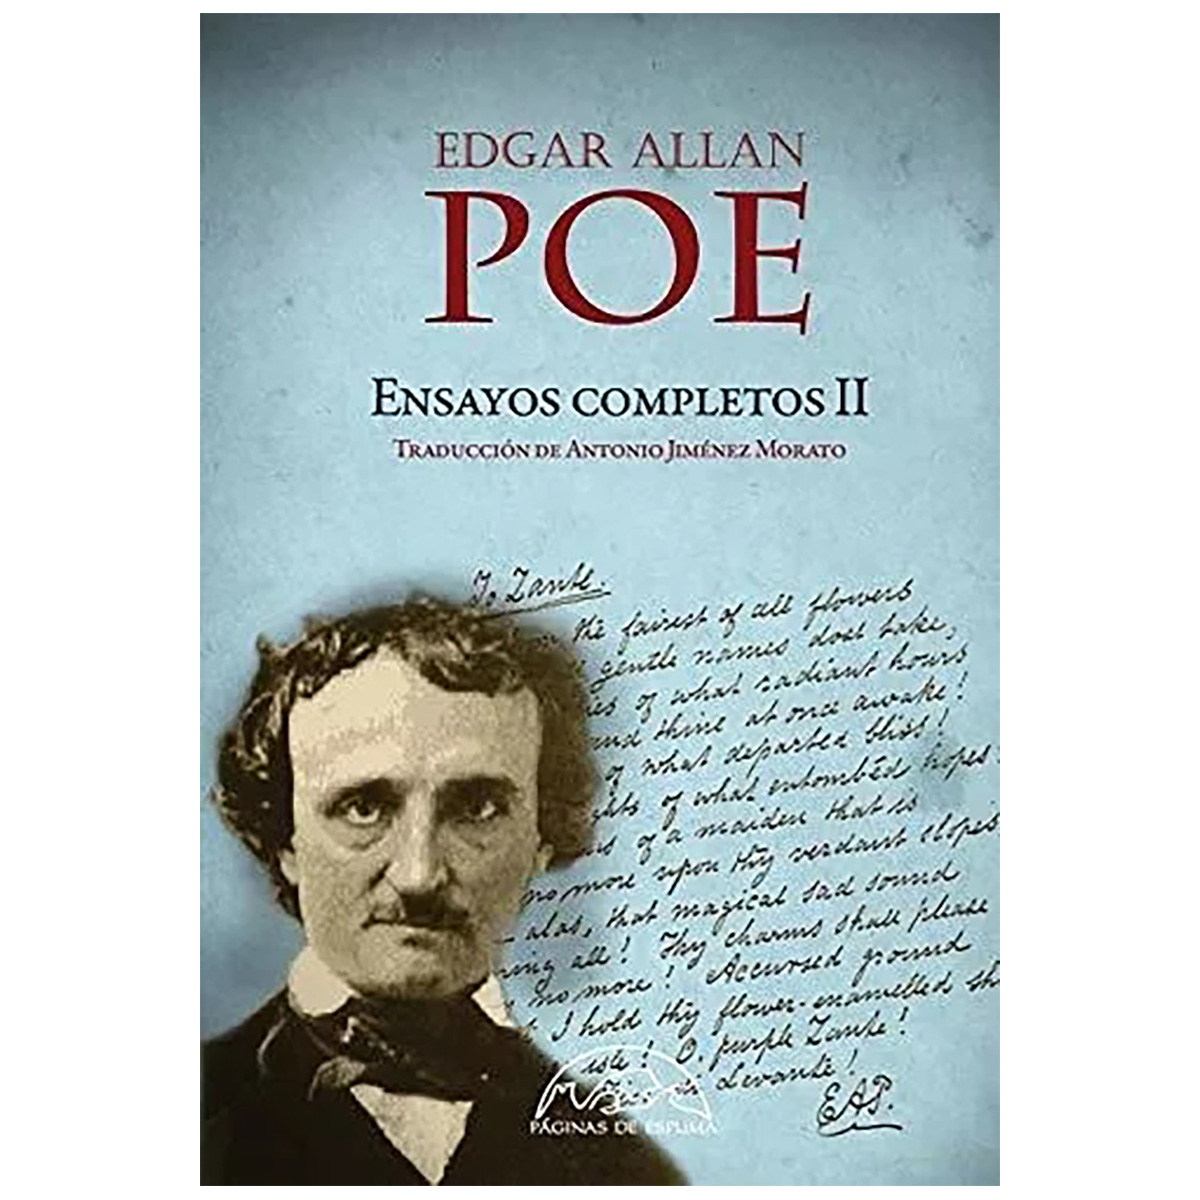 EDGAR ALLAN
POE
ENSAYOS COMPLETOS II
TRADUCCIÓN DE ANTONIO JIMÉNEZ MORATO
To Zante.
the fairest of all flowers
gentle names dost take,
of what radiant hours
and thine at once awake!
of what departed bliss!
of what entombéd hopes
of a maiden that is
no more upon thy verdant slopes
alas, that magical sad sound
all! Thy charms shall please
no more! Accursed ground
I hold thy flower-enamelled
isle! O, purple Zante!
Levante!
EAP.
PÁGINAS DE ESPUMA